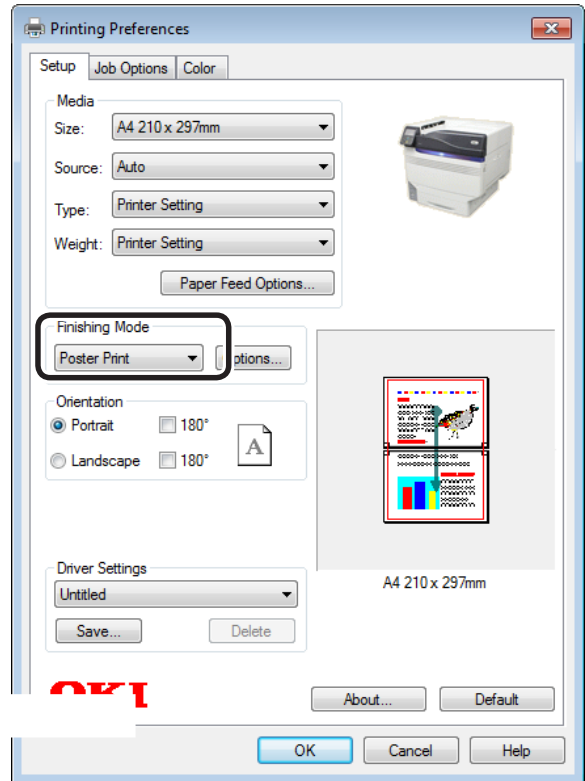 Printing Preferences
Setup Job Options Color
Media
Size: A4 210 x 297mm
Source: Auto
Type: Printer Setting
Weight: Printer Setting
Paper Feed Options...
Finishing Mode
Poster Print ptions...
Orientation
Portrait 180°
A
Landscape 180°
A4 210 x 297mm
Driver Settings
Untitled
Save... Delete
OKI
About... Default
OK Cancel Help